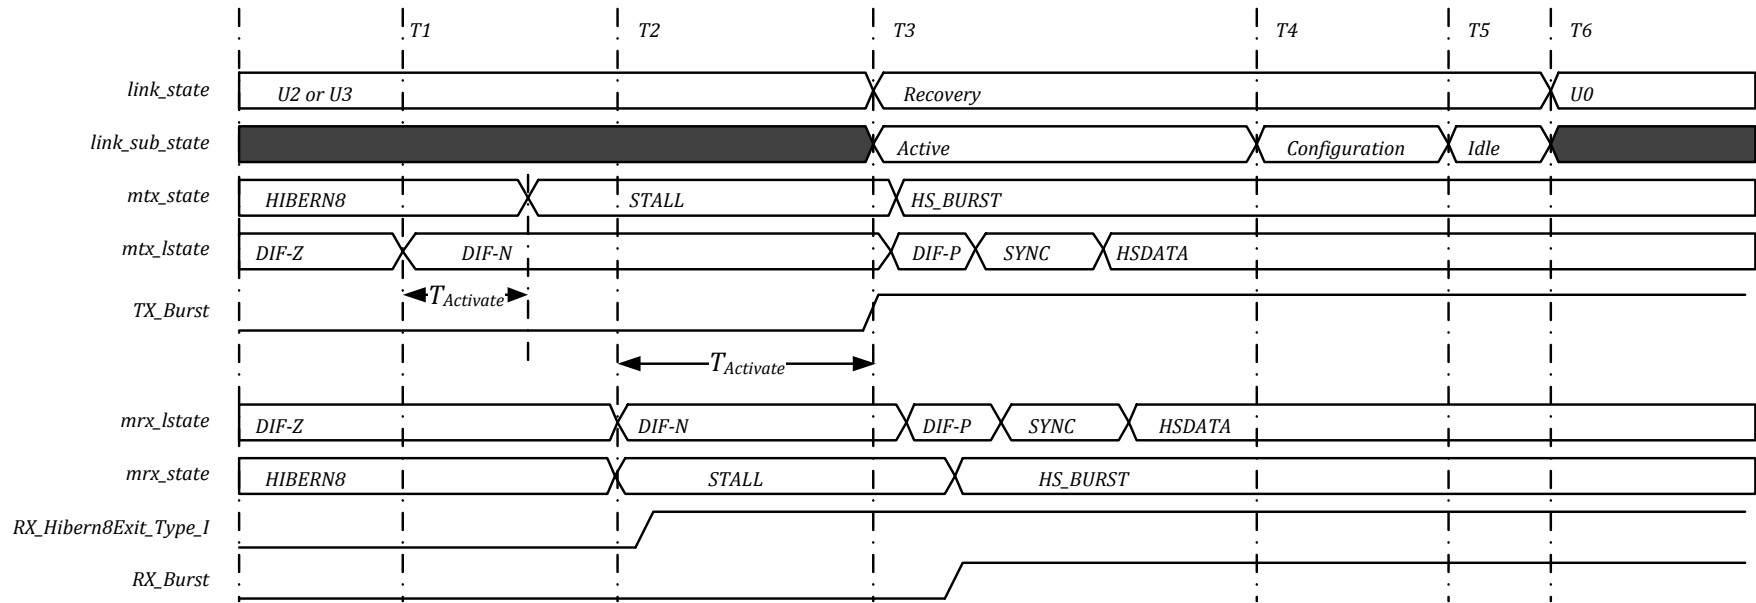 T1 T2 T3 T4 T5 T6
link_state U2 or U3 Recovery U0
link_sub_state Active Configuration Idle
mtx_state HIBERN8 STALL HS_BURST
mtx_lstate DIF-Z DIF-N DIF-P SYNC HSDATA
TActivate
TX_Burst
TActivate
mrx_lstate DIF-Z DIF-N DIF-P SYNC HSDATA
mrx_state HIBERN8 STALL HS_BURST
RX_Hibern8Exit_Type_I
RX_Burst